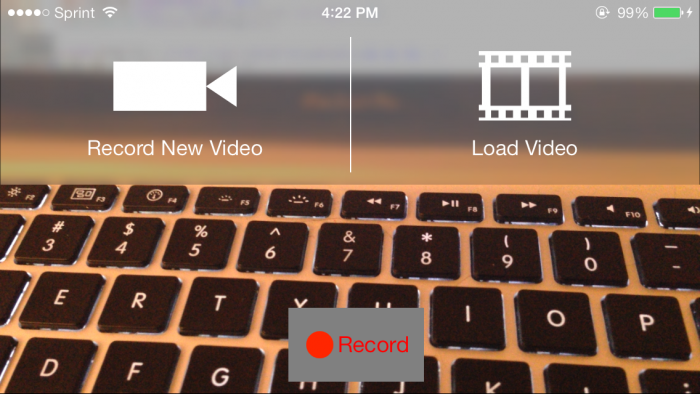 Sprint 4:22 PM 99%
Record New Video Load Video
F2 F3 F4 F5 F6 F7 F8 F9 F10
# $ % ^ & * ( ) —
3 4 5 6 7 8 9 0 -
E R T Y U I O P
Record
D F G J K L